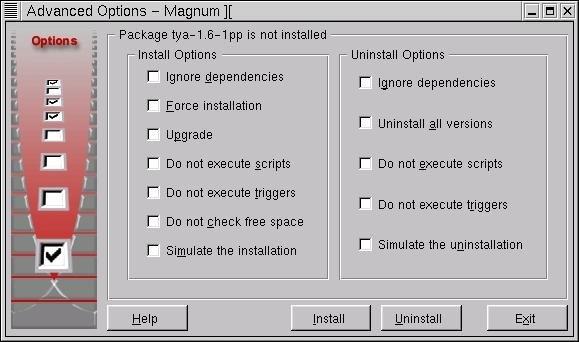 Advanced Options - Magnum ][
Options
Package tya-1.6-1pp is not installed
Install Options
Ignore dependencies
Force installation
Upgrade
Do not execute scripts
Do not execute triggers
Do not check free space
Simulate the installation
Uninstall Options
Ignore dependencies
Uninstall all versions
Do not execute scripts
Do not execute triggers
Simulate the uninstallation
Help
Install
Uninstall
Exit